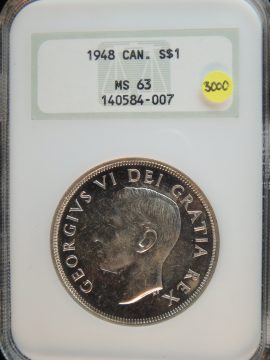 1948 CAN. S$1
MS 63
140584-007
3000
GEORGIVS VI DEI GRATIA REX